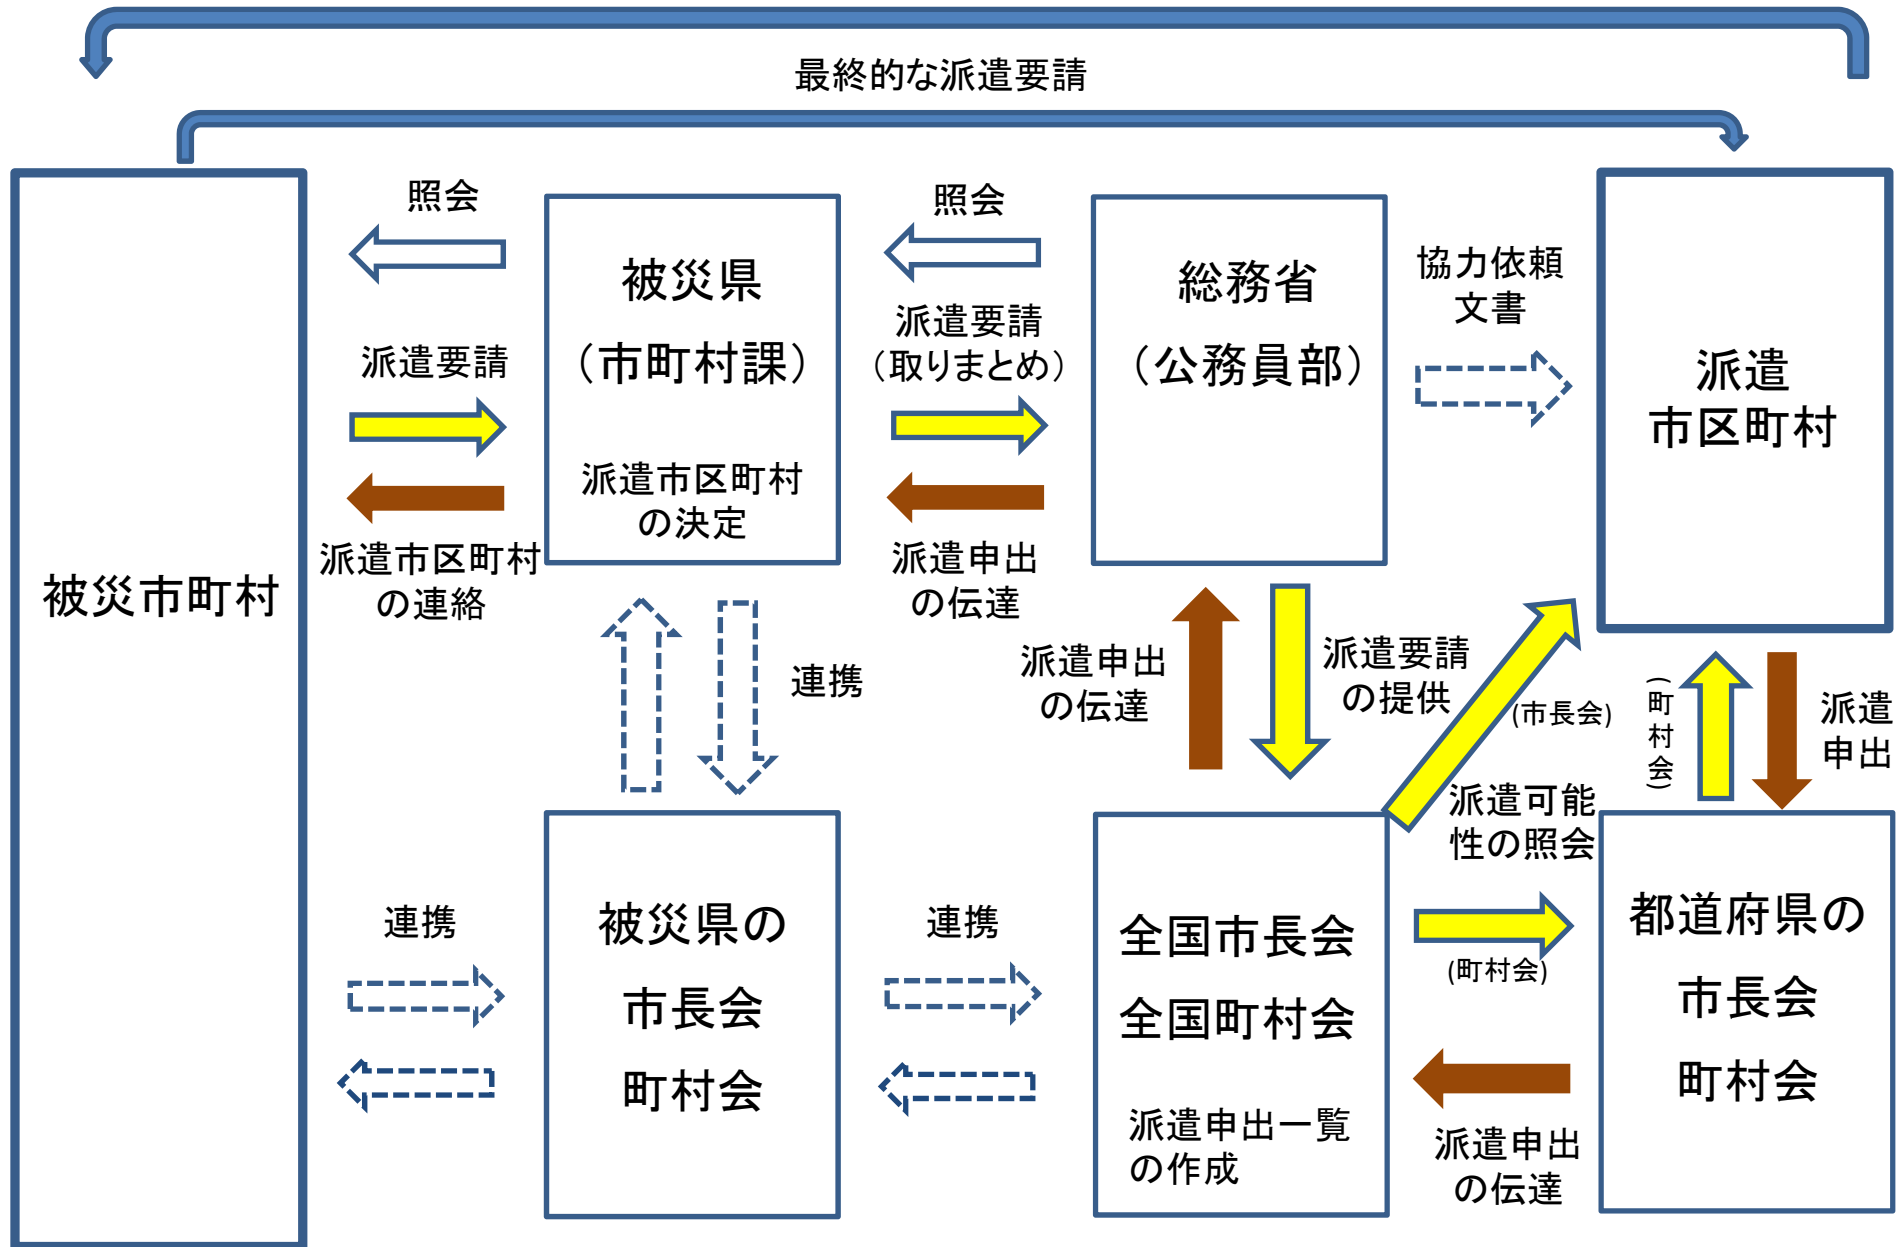 最終的な派遣要請
被災市町村
照会
派遣要請
派遣市区町村
の連絡
被災県
（市町村課）
派遣市区町村
の決定
照会
派遣要請
（取りまとめ）
派遣申出
の伝達
総務省
（公務員部）
協力依頼
文書
派遣
市区町村
連携
派遣申出
の伝達
派遣要請
の提供
(市長会)
(町村会)
派遣
申出
派遣可能
性の照会
連携
被災県の
市長会
町村会
連携
全国市長会
全国町村会
派遣申出一覧
の作成
(町村会)
派遣申出
の伝達
都道府県の
市長会
町村会